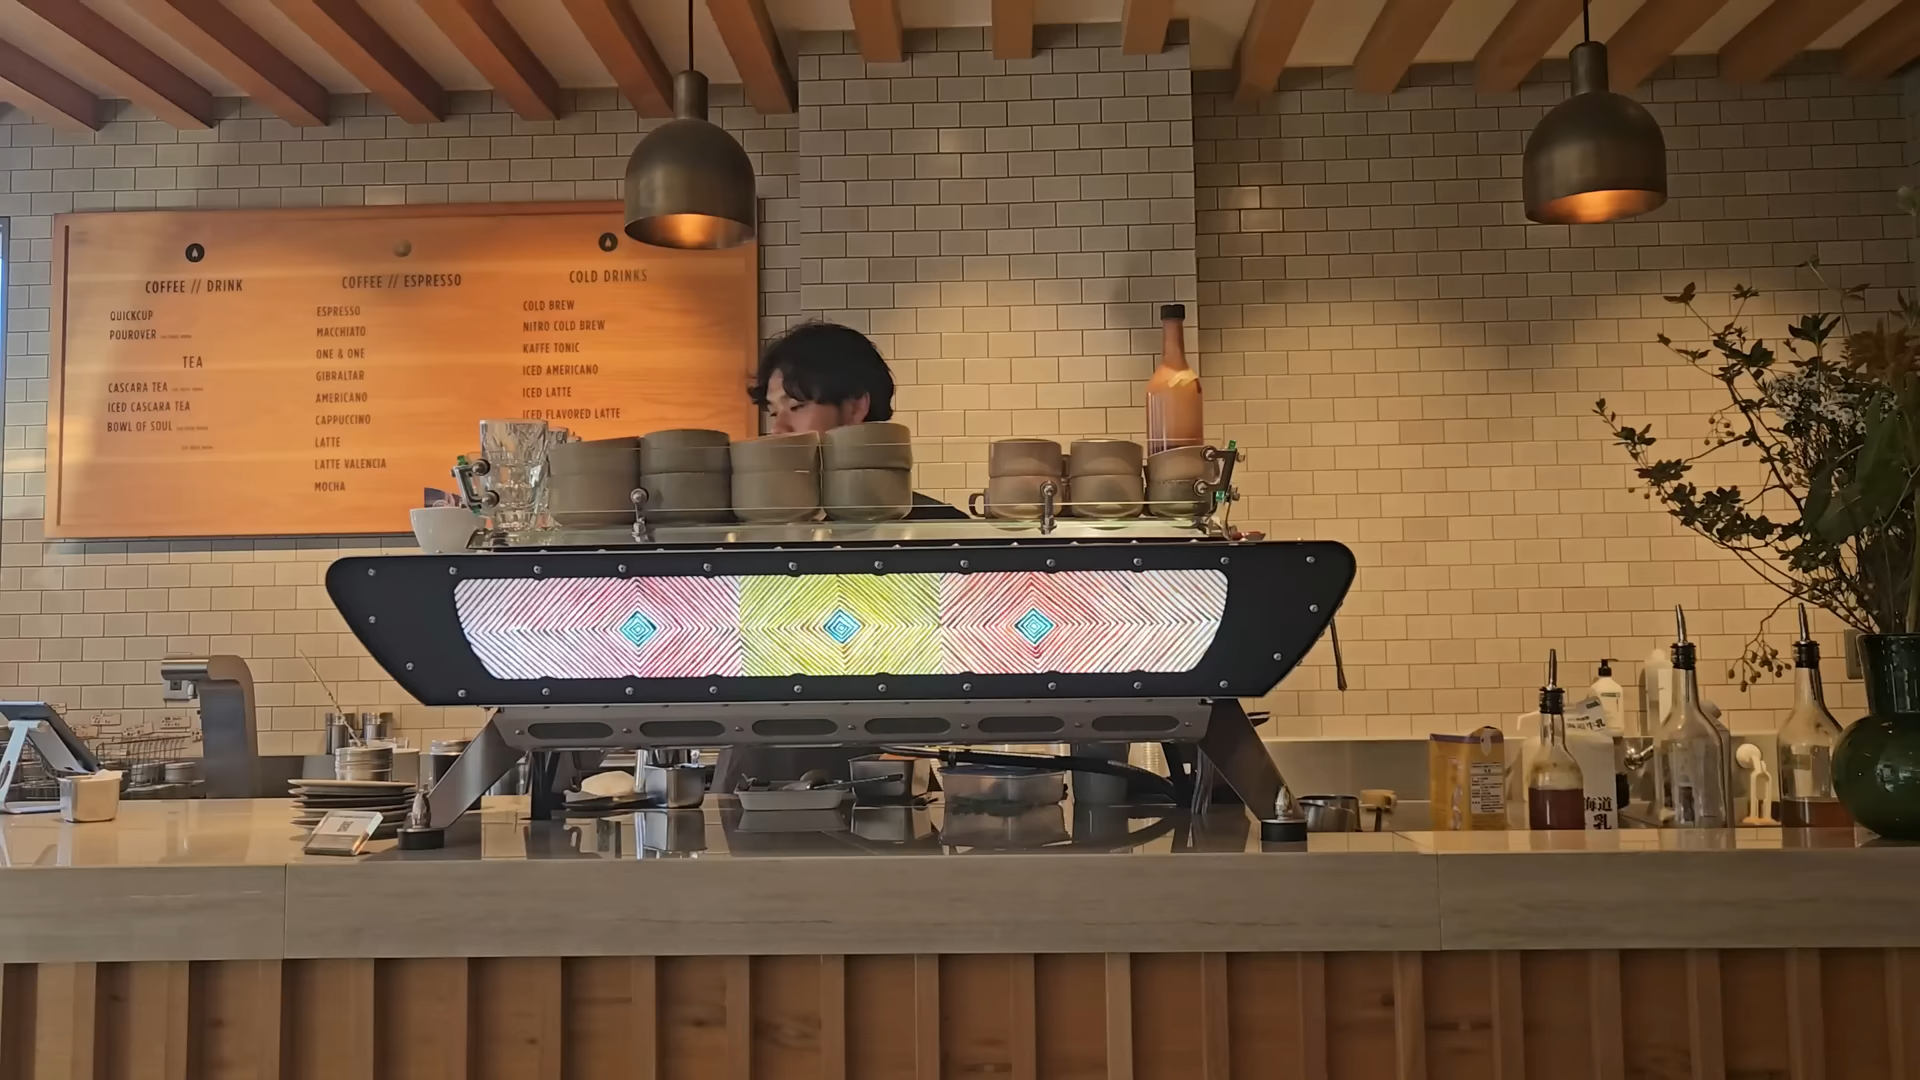 COFFEE // DRINK
QUICKCUP
POUROVER
TEA
CASCARA TEA
ICED CASCARA TEA
BOWL OF SOUL
COFFEE // ESPRESSO
ESPRESSO
MACCHIATO
ONE & ONE
GIBRALTAR
AMERICANO
CAPPUCCINO
LATTE
LATTE VALENCIA
MOCHA
COLD DRINKS
COLD BREW
NITRO COLD BREW
KAFFE TONIC
ICED AMERICANO
ICED LATTE
ICED FLAVORED LATTE
海道
乳